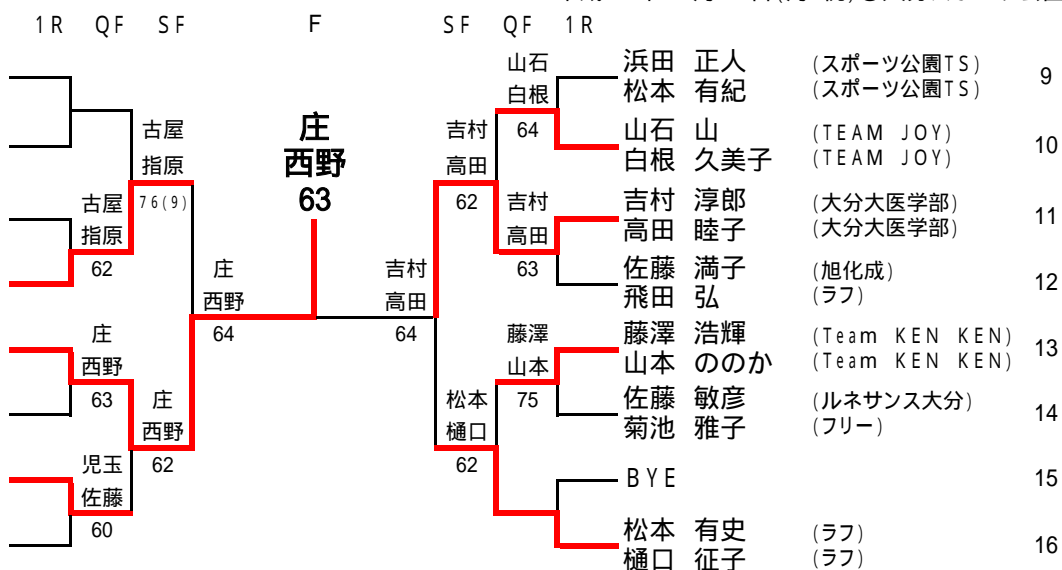 1R QF SF F SF QF 1R
山石 浜田 正人 (スポーツ公園TS) 9
白根 松本 有紀 (スポーツ公園TS)
古屋 庄 吉村 64 山石 山 (TEAM JOY) 10
指原 西野 高田 白根 久美子 (TEAM JOY)
古屋 76(9) 63 62 吉村 吉村 淳郎 (大分大医学部) 11
指原 高田 高田 睦子 (大分大医学部)
62 庄 吉村 63 佐藤 満子 (旭化成) 12
西野 高田 飛田 弘 (ラフ)
庄 64 64 藤澤 藤澤 浩輝 (Team KEN KEN) 13
西野 山本 山本 ののか (Team KEN KEN)
63 庄 松本 75 佐藤 敏彦 (ルネサンス大分) 14
西野 樋口 菊池 雅子 (フリー)
児玉 62 62 BYE 15
佐藤
60 松本 有史 (ラフ) 16
樋口 征子 (ラフ)